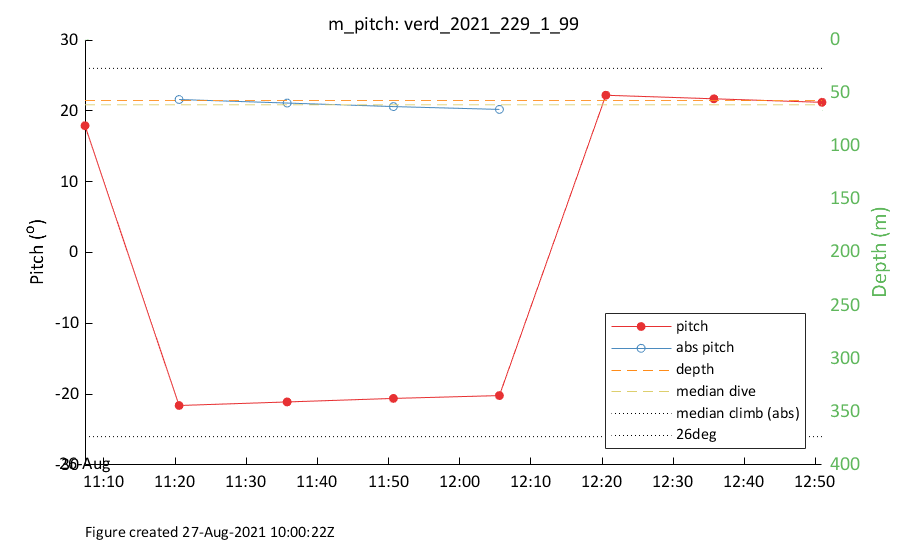 m_pitch: verd_2021_229_1_99
30
20
10
0
-10
-20
-30
Pitch (°)
0
50
100
150
200
250
300
350
400
Depth (m)
pitch
abs pitch
depth
median dive
median climb (abs)
26deg
26-Aug
11:10 11:20 11:30 11:40 11:50 12:00 12:10 12:20 12:30 12:40 12:50
Figure created 27-Aug-2021 10:00:22Z